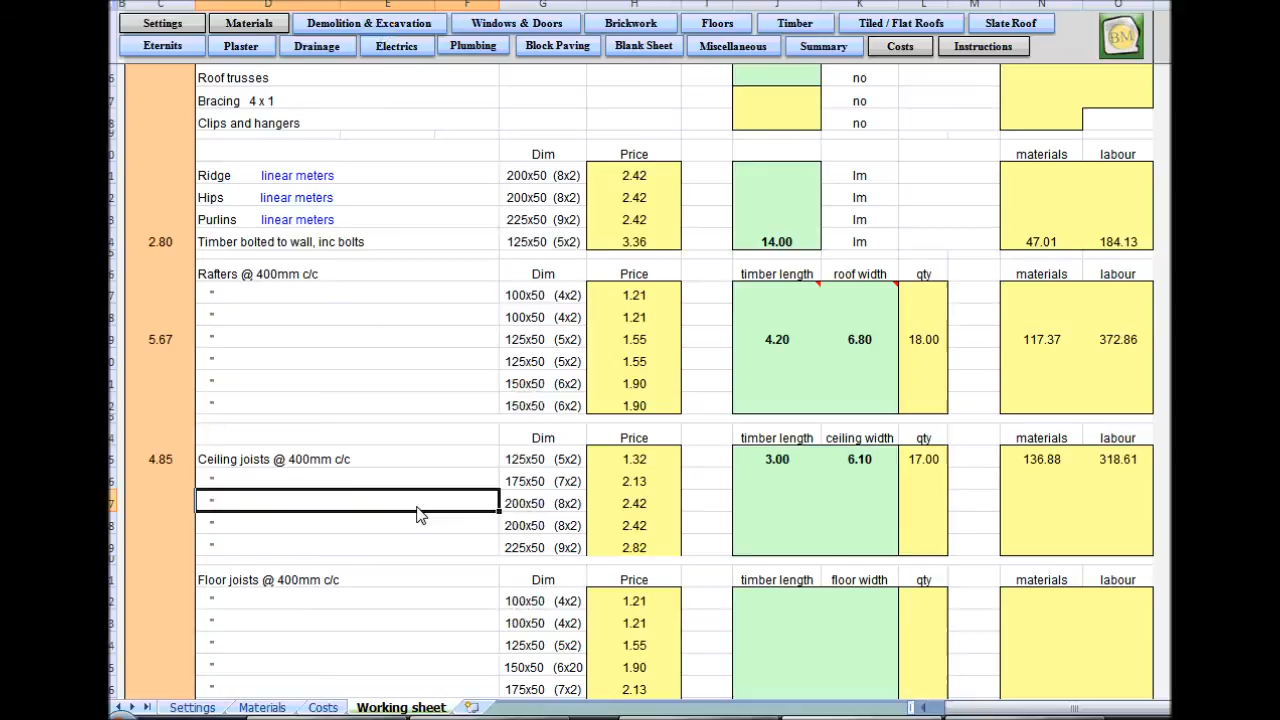 B C D E F G H I J K L M N O
Settings Materials Demolition & Excavation Windows & Doors Brickwork Floors Timber Tiled / Flat Roofs Slate Roof
Eternits Plaster Drainage Electrics Plumbing Block Paving Blank Sheet Miscellaneous Summary Costs Instructions BM
Roof trusses no
Bracing 4 x 1 no
Clips and hangers no
Dim Price materials labour
Ridge linear meters 200x50 (8x2) 2.42 lm
Hips linear meters 200x50 (8x2) 2.42 lm
Purlins linear meters 225x50 (9x2) 2.42 lm
2.80 Timber bolted to wall, inc bolts 125x50 (5x2) 3.36 14.00 lm 47.01 184.13
Rafters @ 400mm c/c Dim Price timber length roof width qty materials labour
" 100x50 (4x2) 1.21
" 100x50 (4x2) 1.21
5.67 " 125x50 (5x2) 1.55 4.20 6.80 18.00 117.37 372.86
" 125x50 (5x2) 1.55
" 150x50 (6x2) 1.90
" 150x50 (6x2) 1.90
Dim Price timber length ceiling width qty materials labour
4.85 Ceiling joists @ 400mm c/c 125x50 (5x2) 1.32 3.00 6.10 17.00 136.88 318.61
" 175x50 (7x2) 2.13
" 200x50 (8x2) 2.42
" 200x50 (8x2) 2.42
" 225x50 (9x2) 2.82
Floor joists @ 400mm c/c Dim Price timber length floor width qty materials labour
" 100x50 (4x2) 1.21
" 100x50 (4x2) 1.21
" 125x50 (5x2) 1.55
" 150x50 (6x20 1.90
" 175x50 (7x2) 2.13
Settings Materials Costs Working sheet